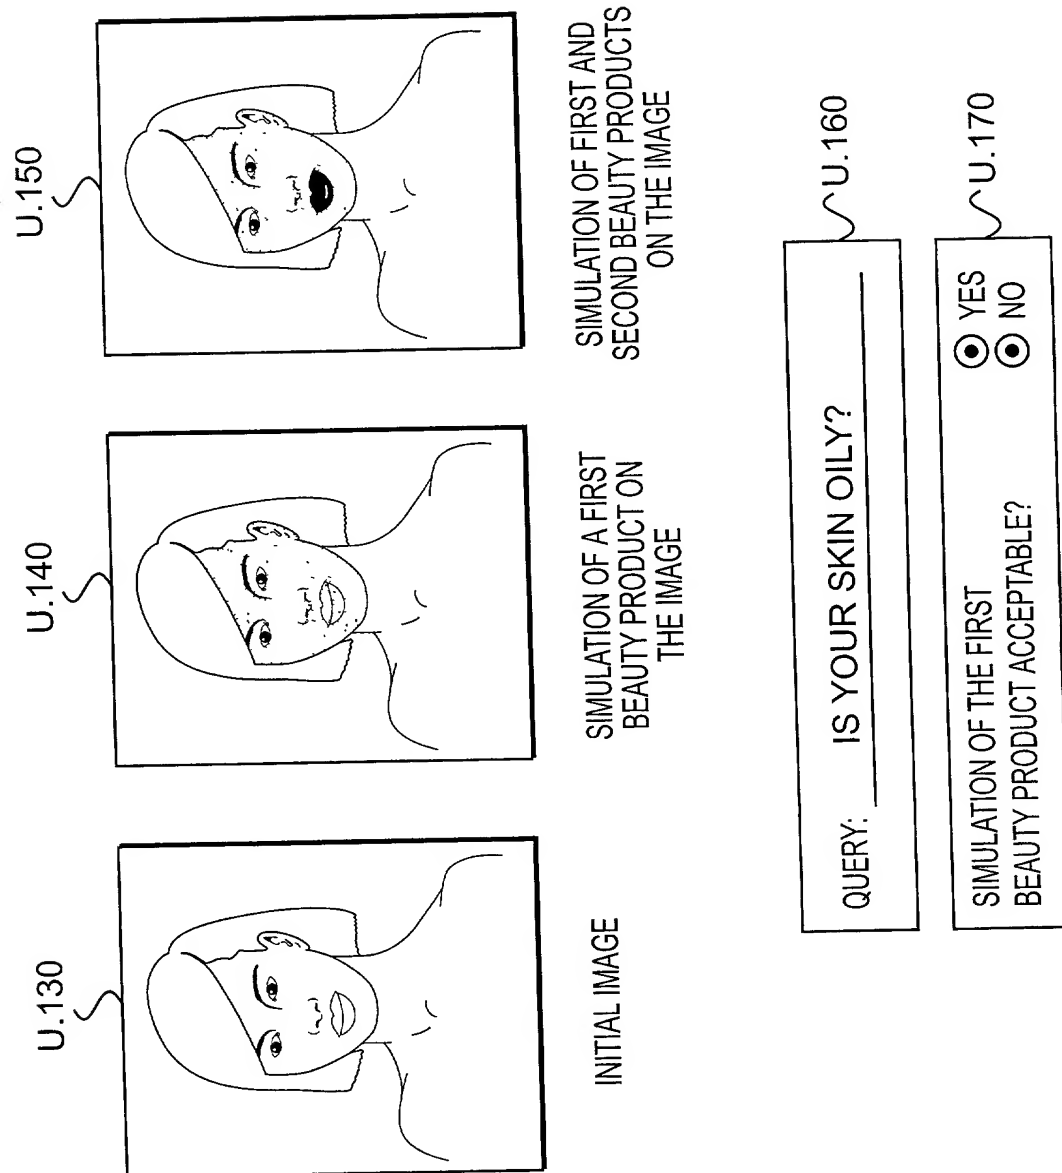 U.130
U.140
U.150
INITIAL IMAGE
SIMULATION OF A FIRST
BEAUTY PRODUCT ON
THE IMAGE
SIMULATION OF FIRST AND
SECOND BEAUTY PRODUCTS
ON THE IMAGE
QUERY: IS YOUR SKIN OILY?
U.160
SIMULATION OF THE FIRST
BEAUTY PRODUCT ACCEPTABLE?
YES
NO
U.170